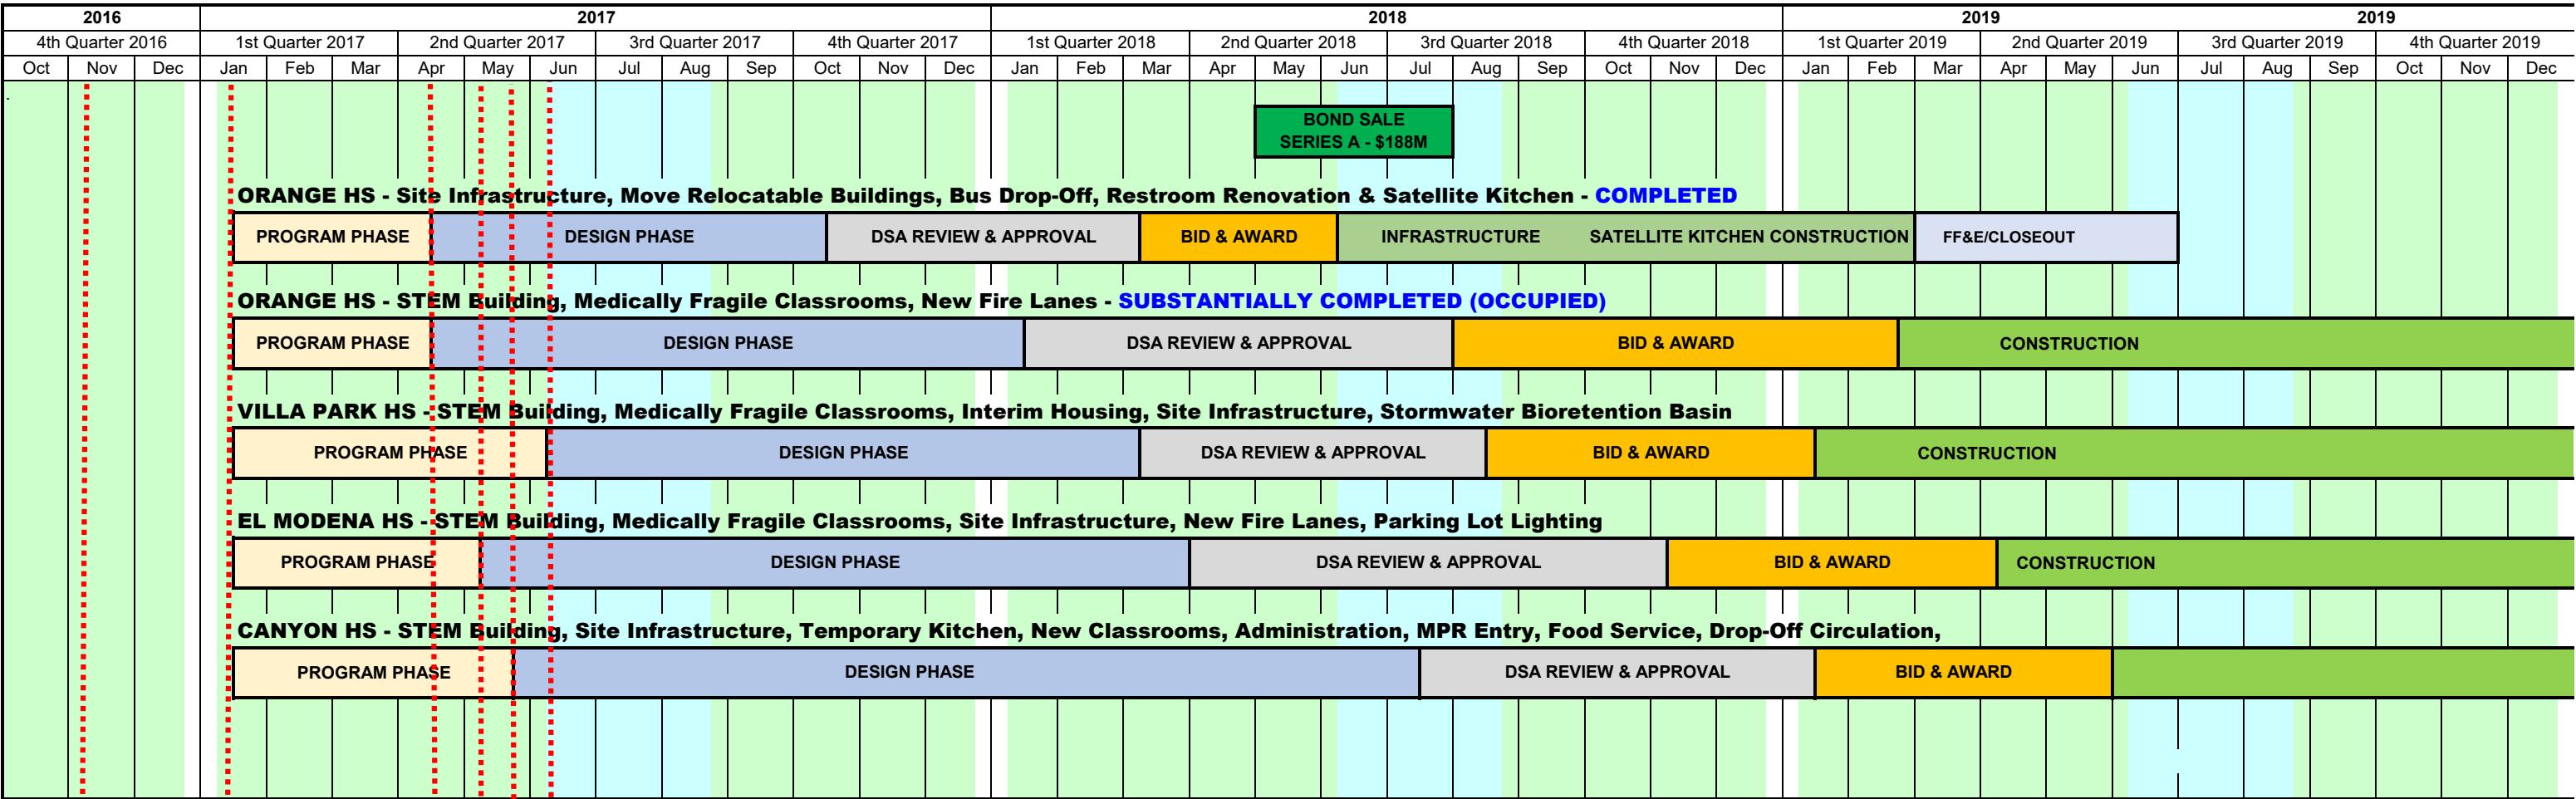 2016 2017 2018 2019 2019
4th Quarter 2016 1st Quarter 2017 2nd Quarter 2017 3rd Quarter 2017 4th Quarter 2017 1st Quarter 2018 2nd Quarter 2018 3rd Quarter 2018 4th Quarter 2018 1st Quarter 2019 2nd Quarter 2019 3rd Quarter 2019 4th Quarter 2019
Oct Nov Dec Jan Feb Mar Apr May Jun Jul Aug Sep Oct Nov Dec Jan Feb Mar Apr May Jun Jul Aug Sep Oct Nov Dec Jan Feb Mar Apr May Jun Jul Aug Sep Oct Nov Dec
BOND SALE
SERIES A - $188M
ORANGE HS - Site Infrastructure, Move Relocatable Buildings, Bus Drop-Off, Restroom Renovation & Satellite Kitchen - COMPLETED
PROGRAM PHASE DESIGN PHASE DSA REVIEW & APPROVAL BID & AWARD INFRASTRUCTURE SATELLITE KITCHEN CONSTRUCTION FF&E/CLOSEOUT
ORANGE HS - STEM Building, Medically Fragile Classrooms, New Fire Lanes - SUBSTANTIALLY COMPLETED (OCCUPIED)
PROGRAM PHASE DESIGN PHASE DSA REVIEW & APPROVAL BID & AWARD CONSTRUCTION
VILLA PARK HS - STEM Building, Medically Fragile Classrooms, Interim Housing, Site Infrastructure, Stormwater Bioretention Basin
PROGRAM PHASE DESIGN PHASE DSA REVIEW & APPROVAL BID & AWARD CONSTRUCTION
EL MODENA HS - STEM Building, Medically Fragile Classrooms, Site Infrastructure, New Fire Lanes, Parking Lot Lighting
PROGRAM PHASE DESIGN PHASE DSA REVIEW & APPROVAL BID & AWARD CONSTRUCTION
CANYON HS - STEM Building, Site Infrastructure, Temporary Kitchen, New Classrooms, Administration, MPR Entry, Food Service, Drop-Off Circulation,
PROGRAM PHASE DESIGN PHASE DSA REVIEW & APPROVAL BID & AWARD